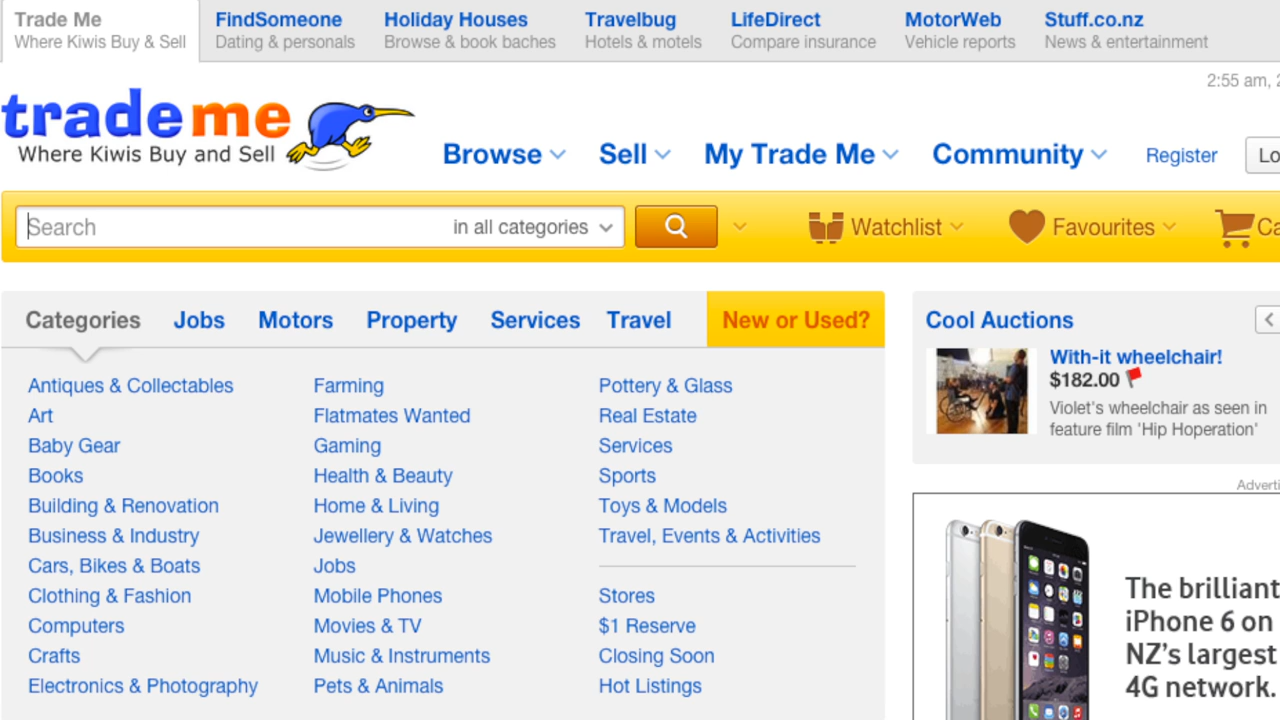 Trade Me
Where Kiwis Buy & Sell
FindSomeone
Dating & personals
Holiday Houses
Browse & book baches
Travelbug
Hotels & motels
LifeDirect
Compare insurance
MotorWeb
Vehicle reports
Stuff.co.nz
News & entertainment
2:55 am, 2
trademe
Where Kiwis Buy and Sell
Browse
Sell
My Trade Me
Community
Register
Lo
Search
in all categories
Watchlist
Favourites
Ca
Categories
Jobs
Motors
Property
Services
Travel
New or Used?
Antiques & Collectables
Art
Baby Gear
Books
Building & Renovation
Business & Industry
Cars, Bikes & Boats
Clothing & Fashion
Computers
Crafts
Electronics & Photography
Farming
Flatmates Wanted
Gaming
Health & Beauty
Home & Living
Jewellery & Watches
Jobs
Mobile Phones
Movies & TV
Music & Instruments
Pets & Animals
Pottery & Glass
Real Estate
Services
Sports
Toys & Models
Travel, Events & Activities
Stores
$1 Reserve
Closing Soon
Hot Listings
Cool Auctions
With-it wheelchair!
$182.00
Violet's wheelchair as seen in
feature film 'Hip Hoperation'
Adverti
The brilliant
iPhone 6 on
NZ's largest
4G network.